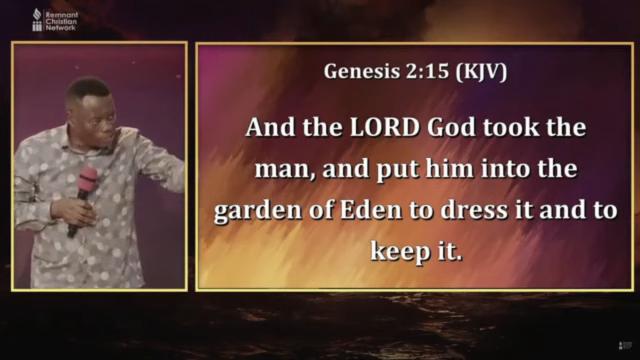 Remnant
Christian
Network
Genesis 2:15 (KJV)
And the LORD God took the
man, and put him into the
garden of Eden to dress it and to
keep it.